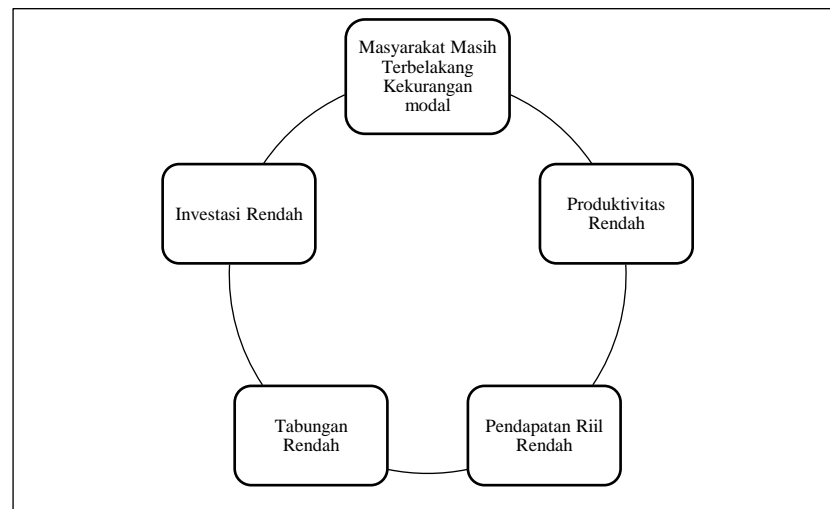 Masyarakat Masih
Terbelakang
Kekurangan
modal
Produktivitas
Rendah
Pendapatan Riil
Rendah
Tabungan
Rendah
Investasi Rendah